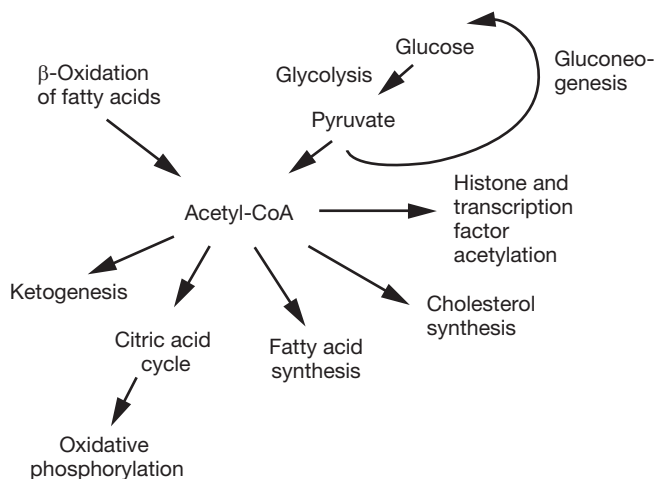 Glucose
Gluconeo-
genesis
Glycolysis
β-Oxidation
of fatty acids
Pyruvate
Histone and
transcription
factor
acetylation
Acetyl-CoA
Ketogenesis
Cholesterol
synthesis
Citric acid
cycle
Fatty acid
synthesis
Oxidative
phosphorylation